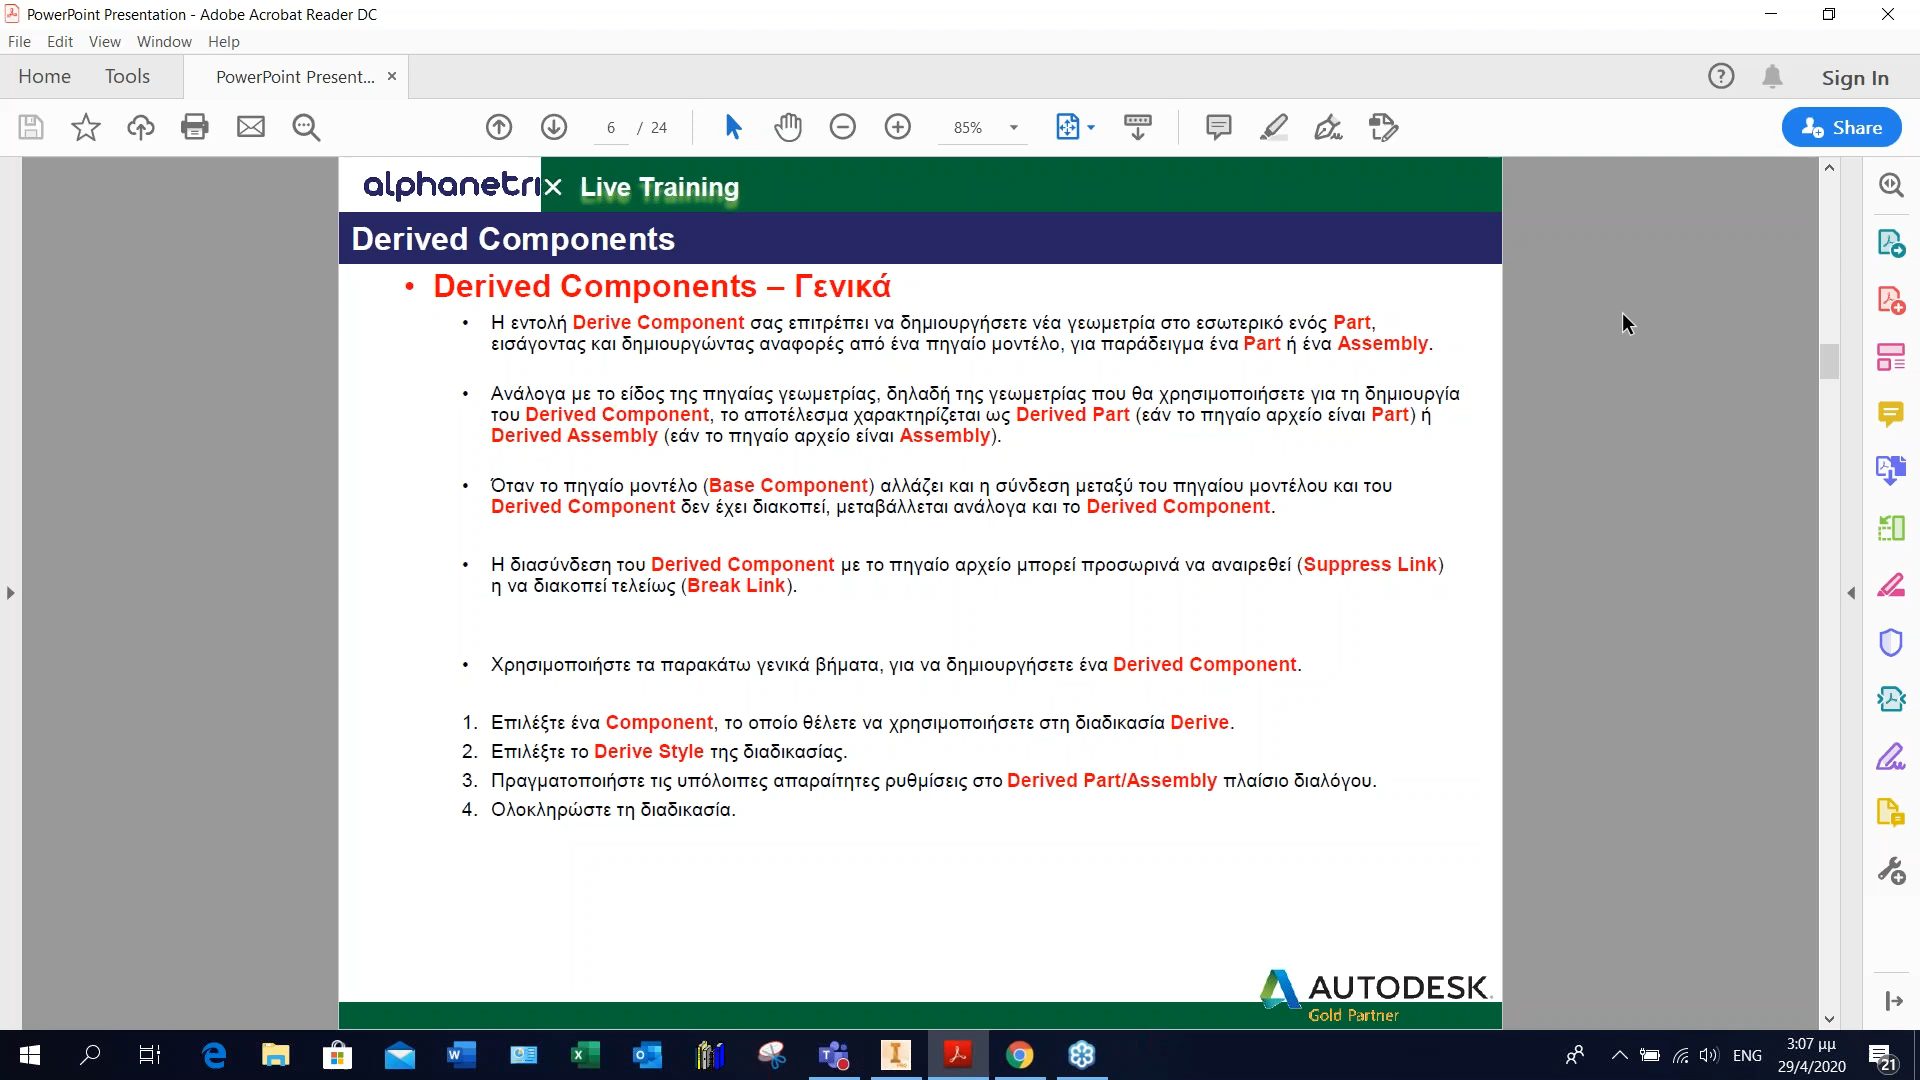 PowerPoint Presentation - Adobe Acrobat Reader DC
File Edit View Window Help
Home Tools PowerPoint Present... Sign In
6 / 24 85% Share
alphanetrix Live Training
Derived Components
• Derived Components – Γενικά
• Η εντολή Derive Component σας επιτρέπει να δημιουργήσετε νέα γεωμετρία στο εσωτερικό ενός Part,
εισάγοντας και δημιουργώντας αναφορές από ένα πηγαίο μοντέλο, για παράδειγμα ένα Part ή ένα Assembly.
• Ανάλογα με το είδος της πηγαίας γεωμετρίας, δηλαδή της γεωμετρίας που θα χρησιμοποιήσετε για τη δημιουργία
του Derived Component, το αποτέλεσμα χαρακτηρίζεται ως Derived Part (εάν το πηγαίο αρχείο είναι Part) ή
Derived Assembly (εάν το πηγαίο αρχείο είναι Assembly).
• Όταν το πηγαίο μοντέλο (Base Component) αλλάζει και η σύνδεση μεταξύ του πηγαίου μοντέλου και του
Derived Component δεν έχει διακοπεί, μεταβάλλεται ανάλογα και το Derived Component.
• Η διασύνδεση του Derived Component με το πηγαίο αρχείο μπορεί προσωρινά να αναιρεθεί (Suppress Link)
η να διακοπεί τελείως (Break Link).
• Χρησιμοποιήστε τα παρακάτω γενικά βήματα, για να δημιουργήσετε ένα Derived Component.
1. Επιλέξτε ένα Component, το οποίο θέλετε να χρησιμοποιήσετε στη διαδικασία Derive.
2. Επιλέξτε το Derive Style της διαδικασίας.
3. Πραγματοποιήστε τις υπόλοιπες απαραίτητες ρυθμίσεις στο Derived Part/Assembly πλαίσιο διαλόγου.
4. Ολοκληρώστε τη διαδικασία.
AUTODESK
Gold Partner
ENG 3:07 μμ
29/4/2020 21